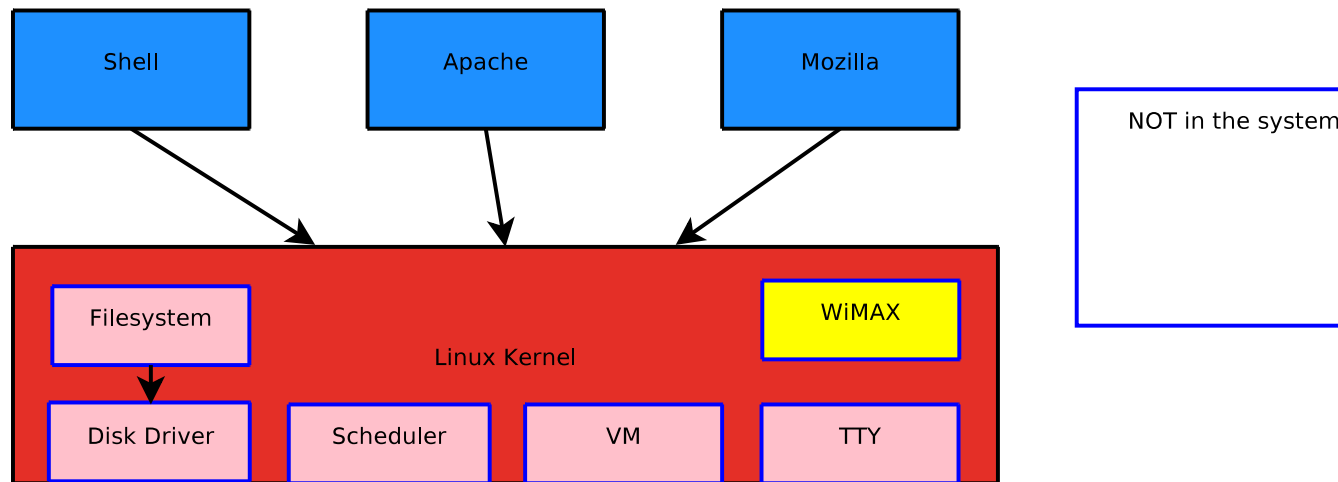 Shell
Apache
Mozilla
NOT in the system
Filesystem
WiMAX
Linux Kernel
Disk Driver
Scheduler
VM
TTY